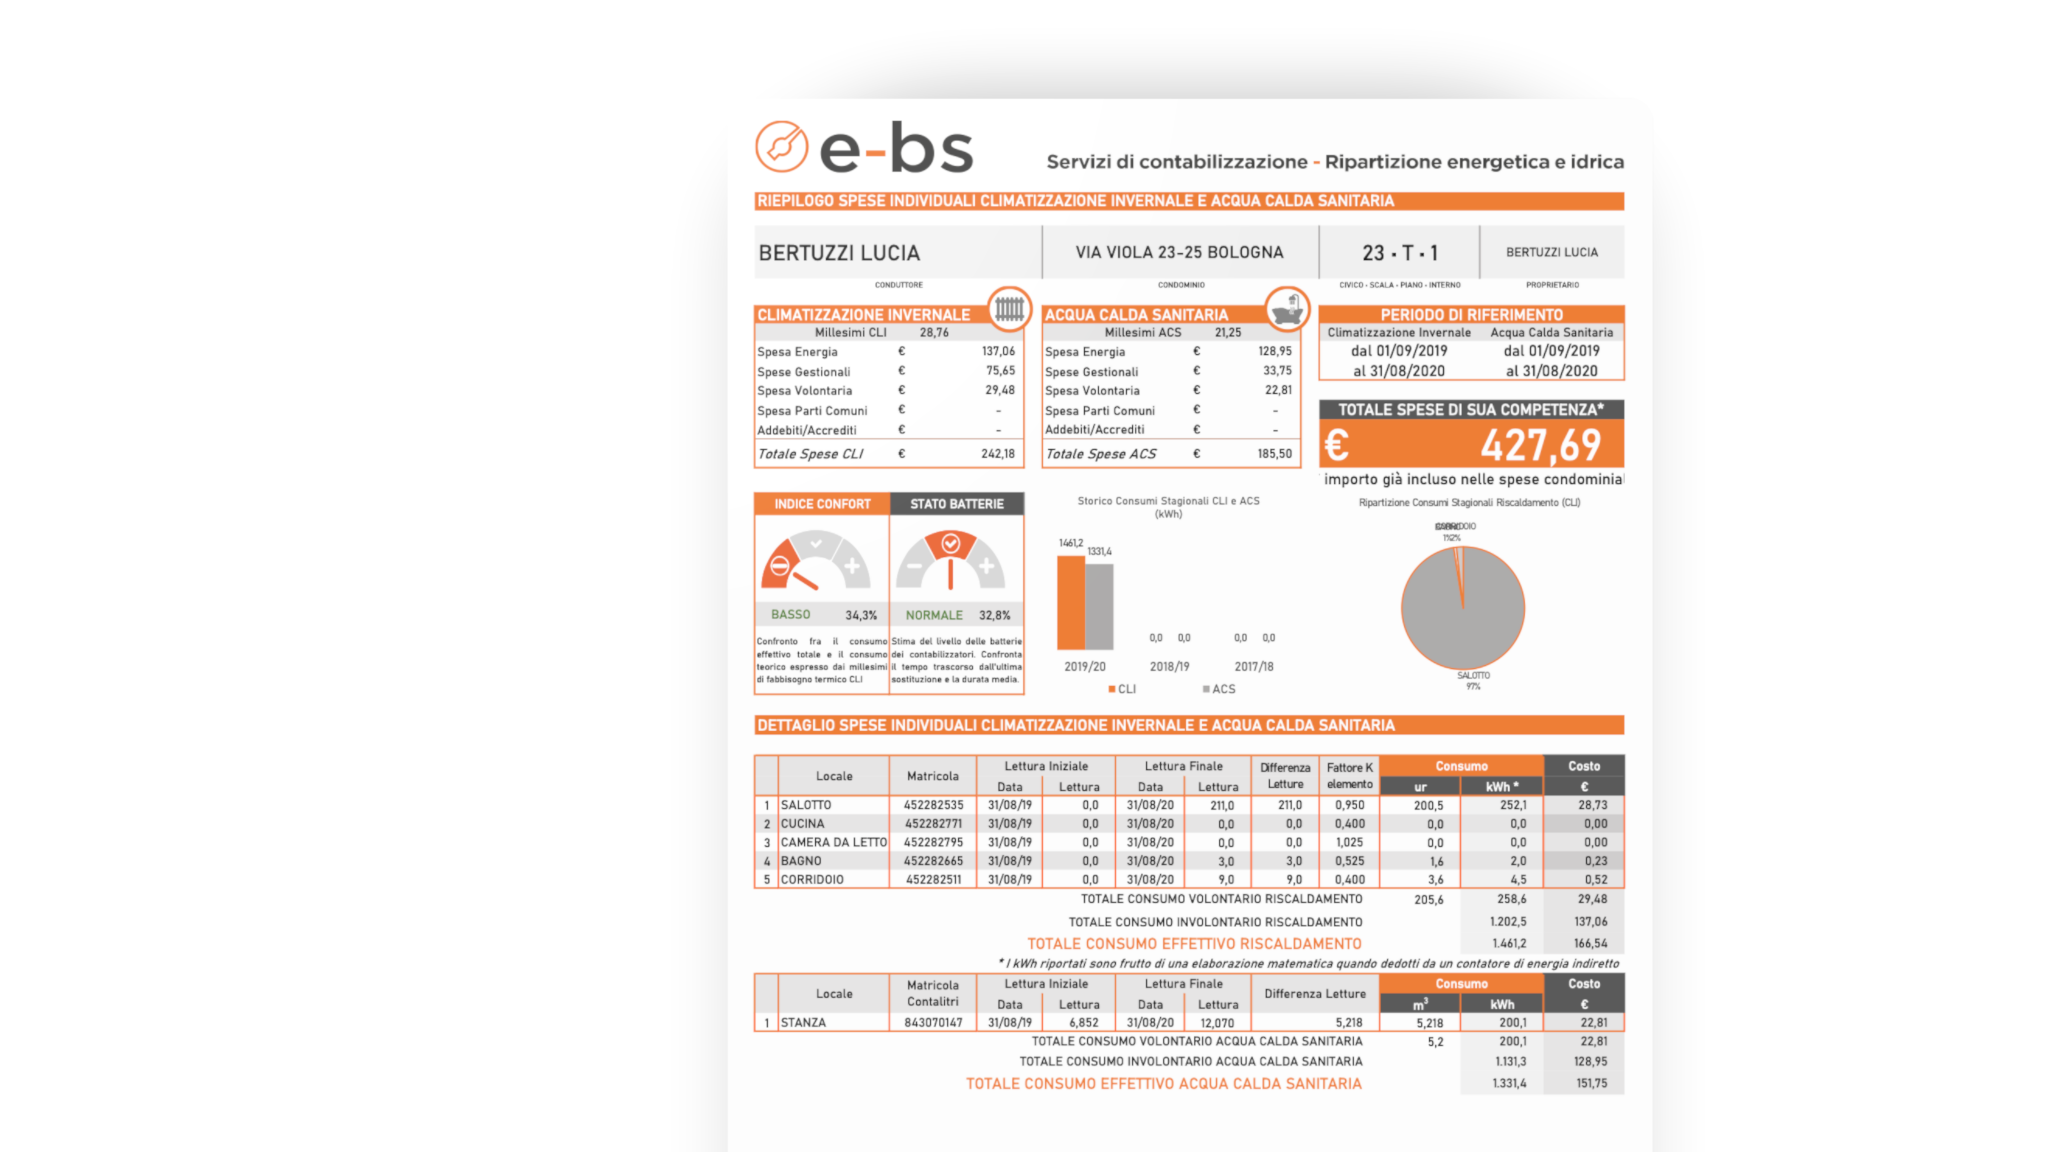 e-bs
Servizi di contabilizzazione - Ripartizione energetica e idrica
RIEPILOGO SPESE INDIVIDUALI CLIMATIZZAZIONE INVERNALE E ACQUA CALDA SANITARIA
BERTUZZI LUCIA VIA VIOLA 23-25 BOLOGNA 23 - T - 1 BERTUZZI LUCIA
CONDUTTORE CONDOMINIO CIVICO - SCALA - PIANO - INTERNO PROPRIETARIO
CLIMATIZZAZIONE INVERNALE
Millesimi CLI 28,76
Spesa Energia € 137,06
Spese Gestionali € 75,65
Spesa Volontaria € 29,48
Spesa Parti Comuni € -
Addebiti/Accrediti € -
Totale Spese CLI € 242,18
ACQUA CALDA SANITARIA
Millesimi ACS 21,25
Spesa Energia € 128,95
Spese Gestionali € 33,75
Spesa Volontaria € 22,81
Spesa Parti Comuni € -
Addebiti/Accrediti € -
Totale Spese ACS € 185,50
PERIODO DI RIFERIMENTO
Climatizzazione Invernale Acqua Calda Sanitaria
dal 01/09/2019 dal 01/09/2019
al 31/08/2020 al 31/08/2020
TOTALE SPESE DI SUA COMPETENZA*
€ 427,69
importo già incluso nelle spese condominia
INDICE CONFORT
BASSO 34,3%
Confronto fra il consumo
effettivo totale e il consumo
teorico espresso dai millesimi
di fabbisogno termico CLI
STATO BATTERIE
NORMALE 32,8%
Stima del livello delle batterie
dei contabilizzatori. Confronta
il tempo trascorso dall'ultima
sostituzione e la durata media.
Storico Consumi Stagionali CLI e ACS
(kWh)
1461,2 1331,4
0,0 0,0 0,0 0,0
2019/20 2018/19 2017/18
CLI ACS
Ripartizione Consumi Stagionali Riscaldamento (CLI)
CORRIDOIO
SALOTTO
97%
DETTAGLIO SPESE INDIVIDUALI CLIMATIZZAZIONE INVERNALE E ACQUA CALDA SANITARIA
Locale Matricola Lettura Iniziale Lettura Finale Differenza Letture Fattore K elemento Consumo Costo
Data Lettura Data Lettura ur kWh * €
1 SALOTTO 452282535 31/08/19 0,0 31/08/20 211,0 211,0 0,950 200,5 252,1 28,73
2 CUCINA 452282771 31/08/19 0,0 31/08/20 0,0 0,0 0,400 0,0 0,0 0,00
3 CAMERA DA LETTO 452282795 31/08/19 0,0 31/08/20 0,0 0,0 1,025 0,0 0,0 0,00
4 BAGNO 452282665 31/08/19 0,0 31/08/20 3,0 3,0 0,525 1,6 2,0 0,23
5 CORRIDOIO 452282511 31/08/19 0,0 31/08/20 9,0 9,0 0,400 3,6 4,5 0,52
TOTALE CONSUMO VOLONTARIO RISCALDAMENTO 205,6 258,6 29,48
TOTALE CONSUMO INVOLONTARIO RISCALDAMENTO 1.202,5 137,06
TOTALE CONSUMO EFFETTIVO RISCALDAMENTO 1.461,2 166,54
* I kWh riportati sono frutto di una elaborazione matematica quando dedotti da un contatore di energia indiretto
Locale Matricola Contalitri Lettura Iniziale Lettura Finale Differenza Letture Consumo Costo
Data Lettura Data Lettura m³ kWh €
1 STANZA 843070147 31/08/19 6,852 31/08/20 12,070 5,218 5,218 200,1 22,81
TOTALE CONSUMO VOLONTARIO ACQUA CALDA SANITARIA 5,2 200,1 22,81
TOTALE CONSUMO INVOLONTARIO ACQUA CALDA SANITARIA 1.131,3 128,95
TOTALE CONSUMO EFFETTIVO ACQUA CALDA SANITARIA 1.331,4 151,75